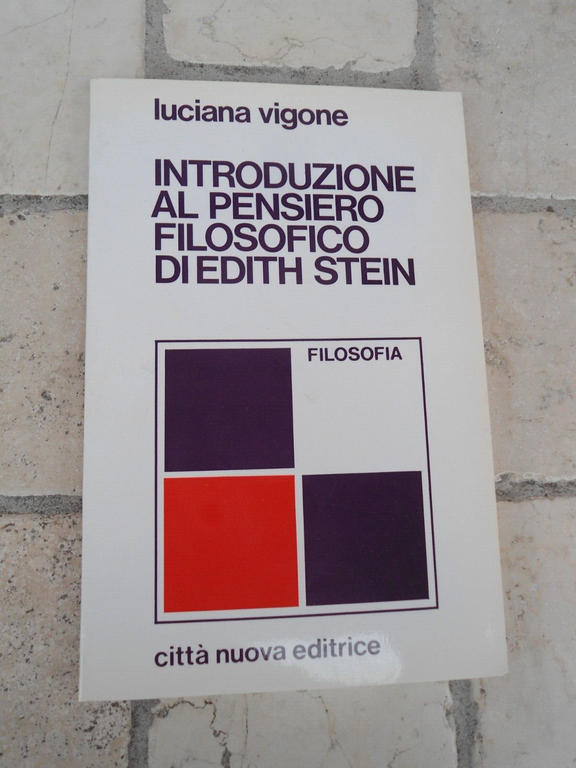 luciana vigone
INTRODUZIONE
AL PENSIERO
FILOSOFICO
DI EDITH STEIN
FILOSOFIA
città nuova editrice